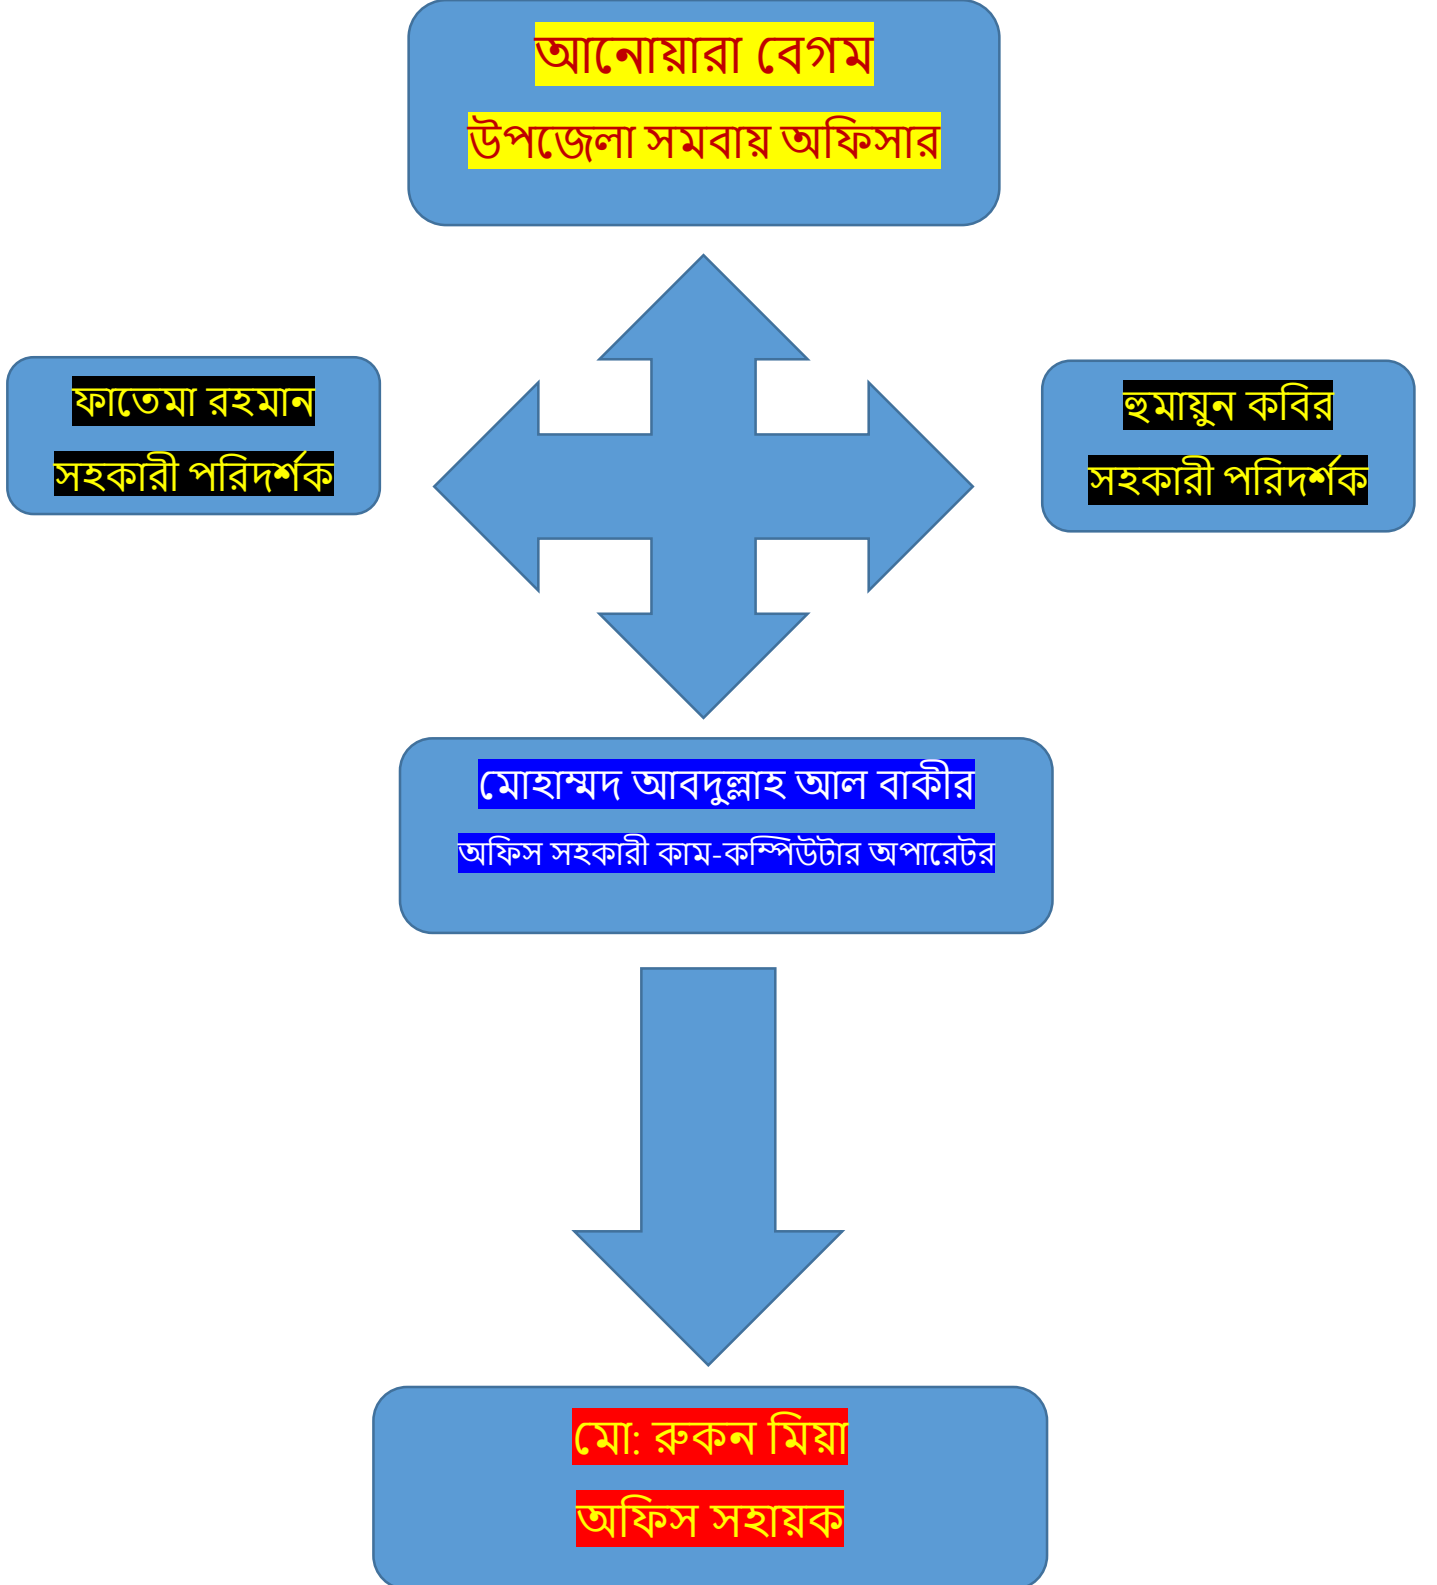 আনোয়ারা বেগম
উপজেলা সমবায় অফিসার
ফাতেমা রহমান
সহকারী পরিদর্শক
হুমায়ুন কবির
সহকারী পরিদর্শক
মোহাম্মদ আবদুল্লাহ আল বাকীর
অফিস সহকারী কাম-কম্পিউটার অপারেটর
মো: রুকন মিয়া
অফিস সহায়ক